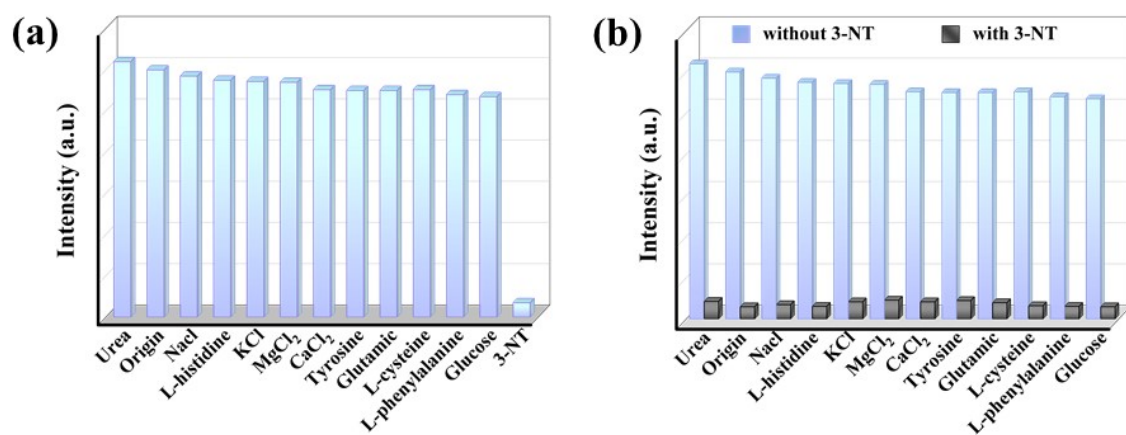 (a)
Intensity (a.u.)
Urea
Origin
Nacl
L-histidine
KCl
MgCl₂
CaCl₂
Tyrosine
Glutamic
L-cysteine
L-phenylalanine
Glucose
3-NT
(b)
without 3-NT
with 3-NT
Intensity (a.u.)
Urea
Origin
Nacl
L-histidine
KCl
MgCl₂
CaCl₂
Tyrosine
Glutamic
L-cysteine
L-phenylalanine
Glucose